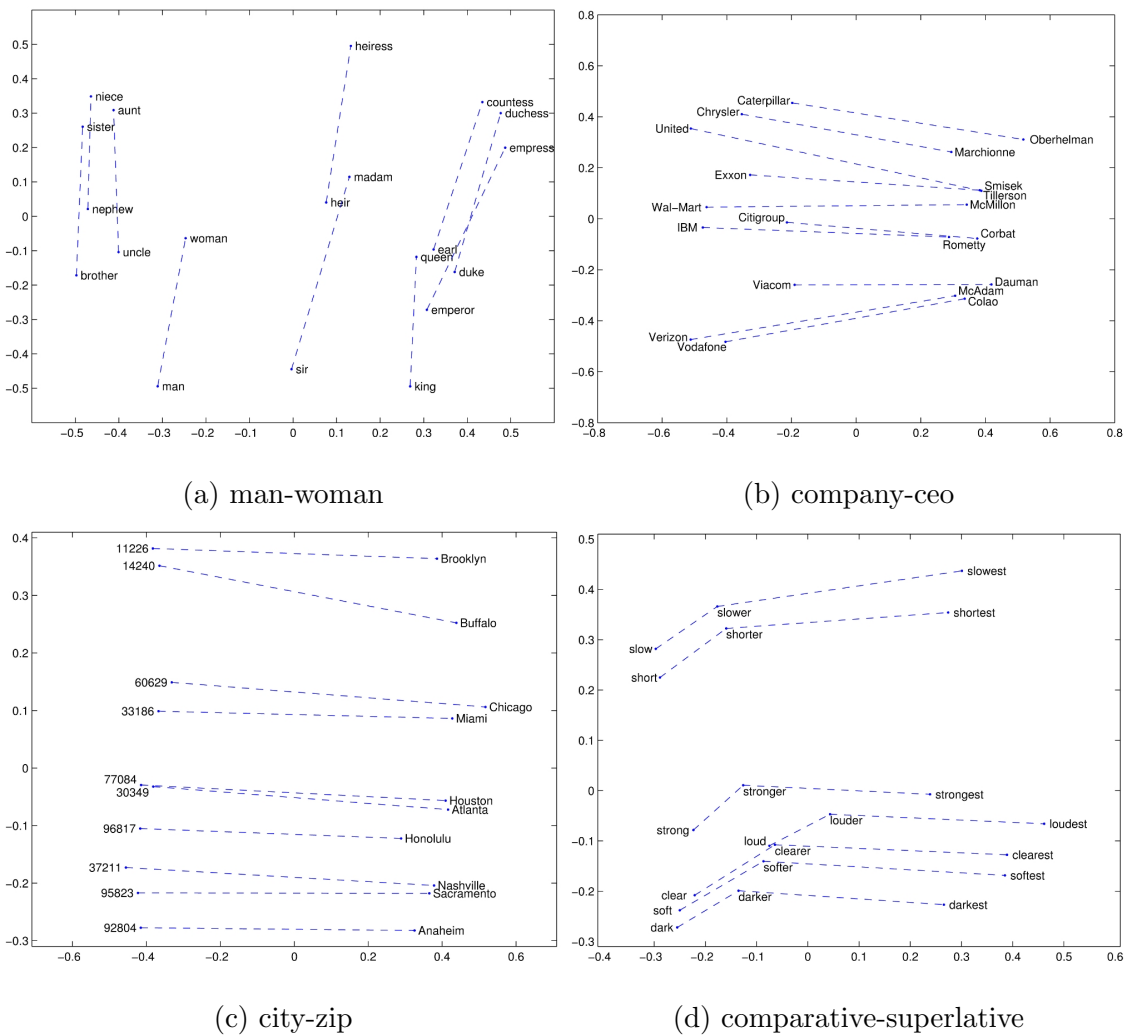 0.5
0.4
0.3
0.2
0.1
0
−0.1
−0.2
−0.3
−0.4
−0.5
−0.5 −0.4 −0.3 −0.2 −0.1 0 0.1 0.2 0.3 0.4 0.5
heiress
niece
aunt
countess
duchess
sister
empress
madam
nephew
heir
woman
earl
uncle
queen
brother
duke
emperor
sir
man
king
(a) man-woman
0.8
0.6
0.4
0.2
0
−0.2
−0.4
−0.6
−0.8
−0.8 −0.6 −0.4 −0.2 0 0.2 0.4 0.6 0.8
Caterpillar
Chrysler
United
Oberhelman
Marchionne
Exxon
Smisek
Tillerson
Wal−Mart
McMillon
Citigroup
IBM
Corbat
Rometty
Viacom
Dauman
McAdam
Colao
Verizon
Vodafone
(b) company-ceo
0.4
0.3
0.2
0.1
0
−0.1
−0.2
−0.3
−0.6 −0.4 −0.2 0 0.2 0.4 0.6
11226
Brooklyn
14240
Buffalo
60629
Chicago
33186
Miami
77084
30349
Houston
Atlanta
96817
Honolulu
37211
Nashville
95823
Sacramento
92804
Anaheim
(c) city-zip
0.5
0.4
0.3
0.2
0.1
0
−0.1
−0.2
−0.3
−0.4 −0.3 −0.2 −0.1 0 0.1 0.2 0.3 0.4 0.5 0.6
slowest
slower
shortest
shorter
slow
short
stronger
strongest
strong
louder
loudest
loud
clearer
clearest
softer
softest
clear
darker
soft
darkest
dark
(d) comparative-superlative